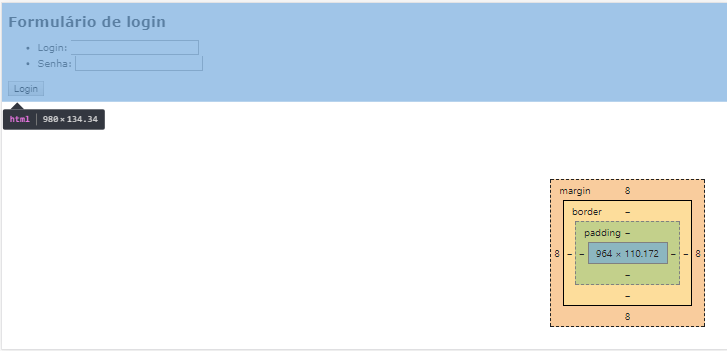 Formulário de login
• Login:
• Senha:
Login
html 980×134.34
margin 8
border –
padding –
8 – – 964 × 110.172 – – 8
–
–
8